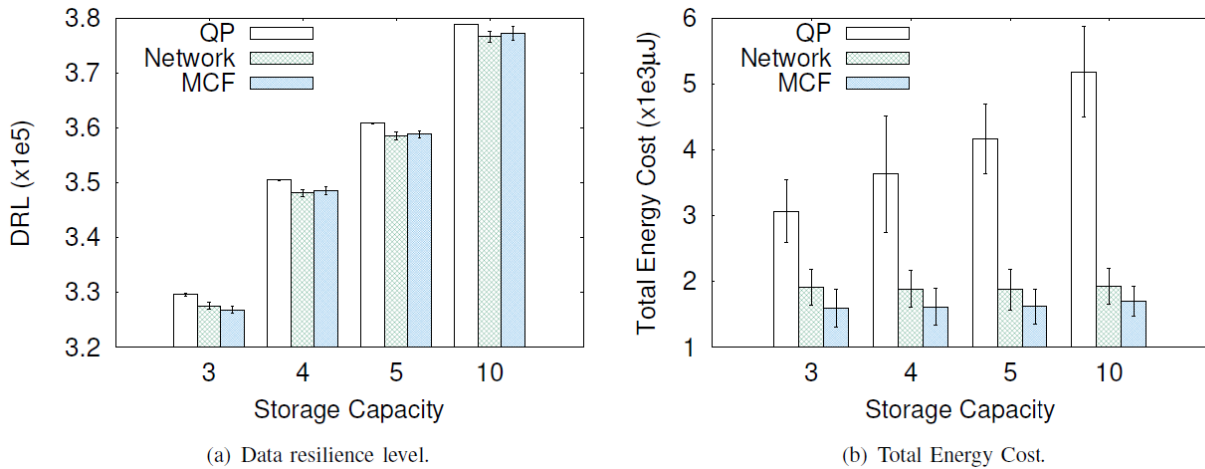 DRL (x1e5)
3.8
3.7
3.6
3.5
3.4
3.3
3.2
QP
Network
MCF
3 4 5 10
Storage Capacity
(a) Data resilience level.
Total Energy Cost (x1e3μJ)
6
5
4
3
2
1
QP
Network
MCF
3 4 5 10
Storage Capacity
(b) Total Energy Cost.